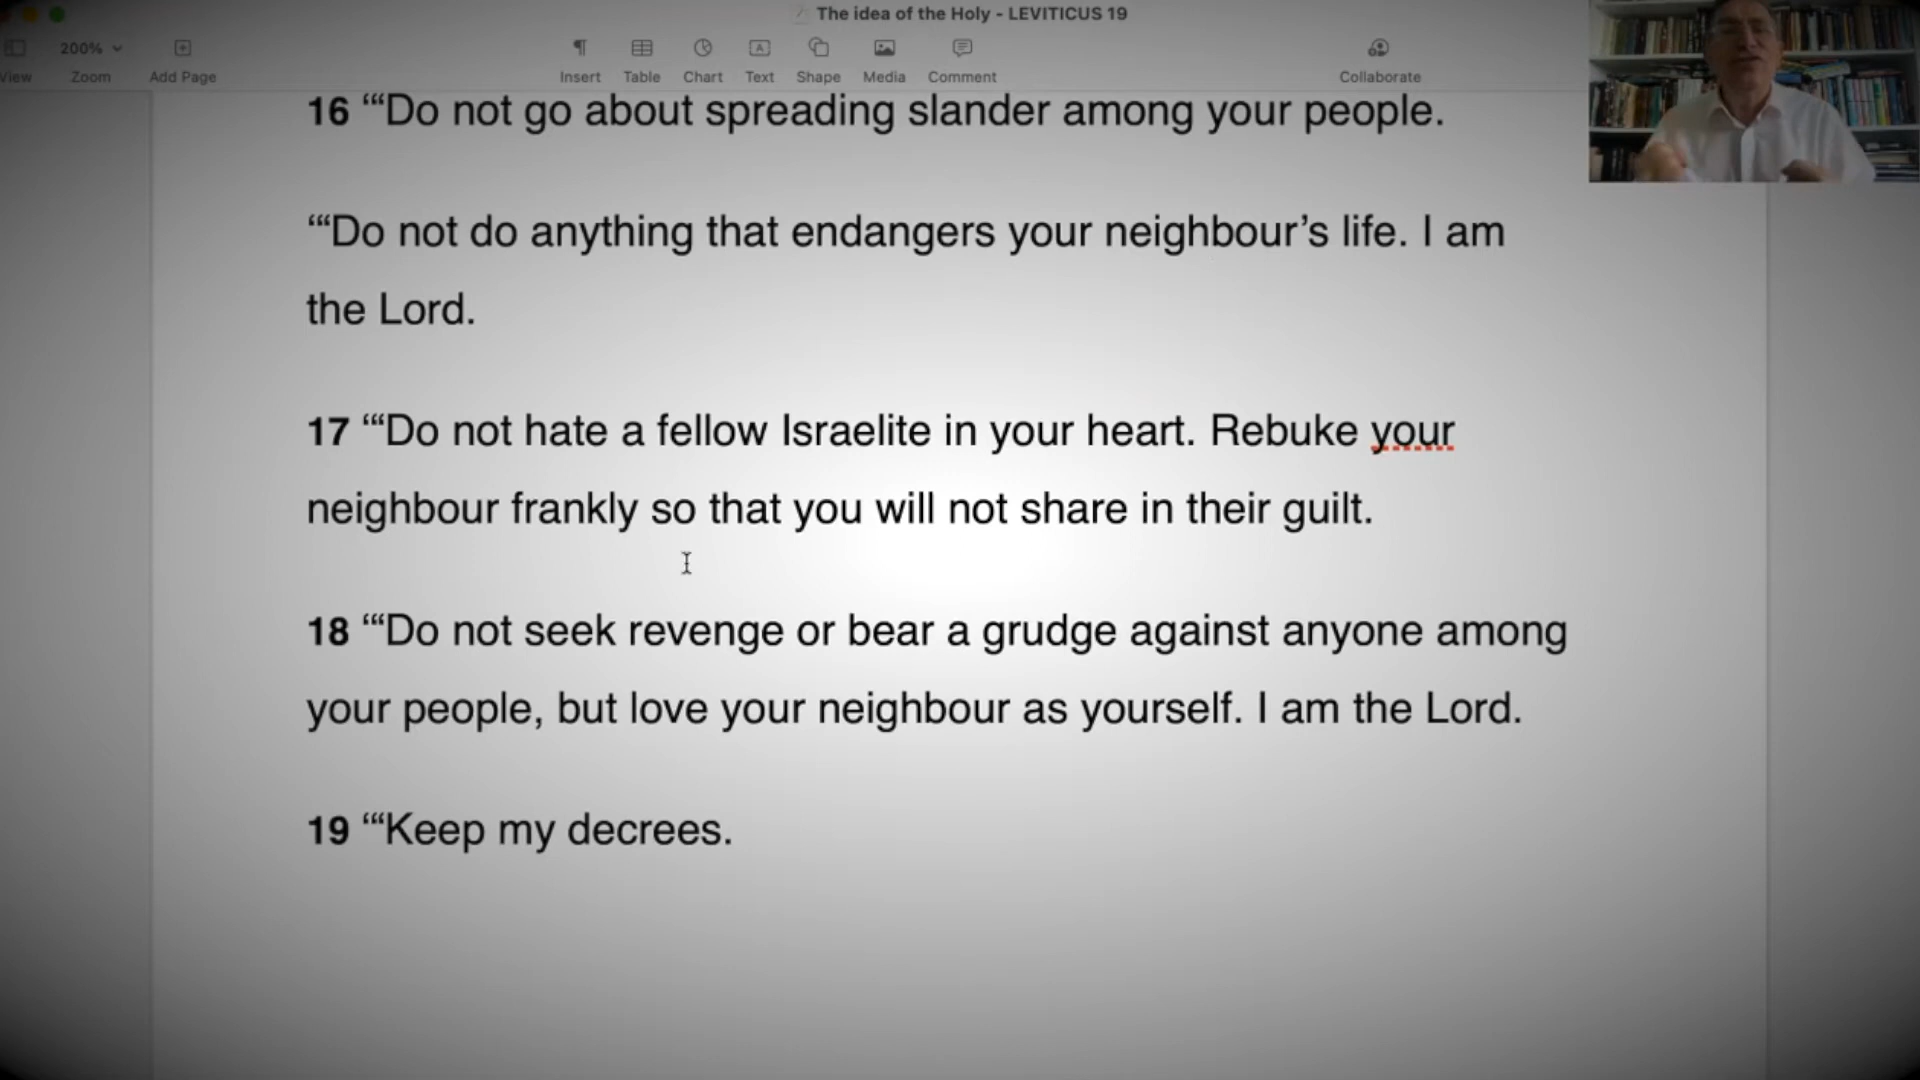 The idea of the Holy - LEVITICUS 19
200%
View Zoom Add Page Insert Table Chart Text Shape Media Comment Collaborate
16 “‘Do not go about spreading slander among your people.
“‘Do not do anything that endangers your neighbour’s life. I am
the Lord.
17 “‘Do not hate a fellow Israelite in your heart. Rebuke your
neighbour frankly so that you will not share in their guilt.
18 “‘Do not seek revenge or bear a grudge against anyone among
your people, but love your neighbour as yourself. I am the Lord.
19 “‘Keep my decrees.